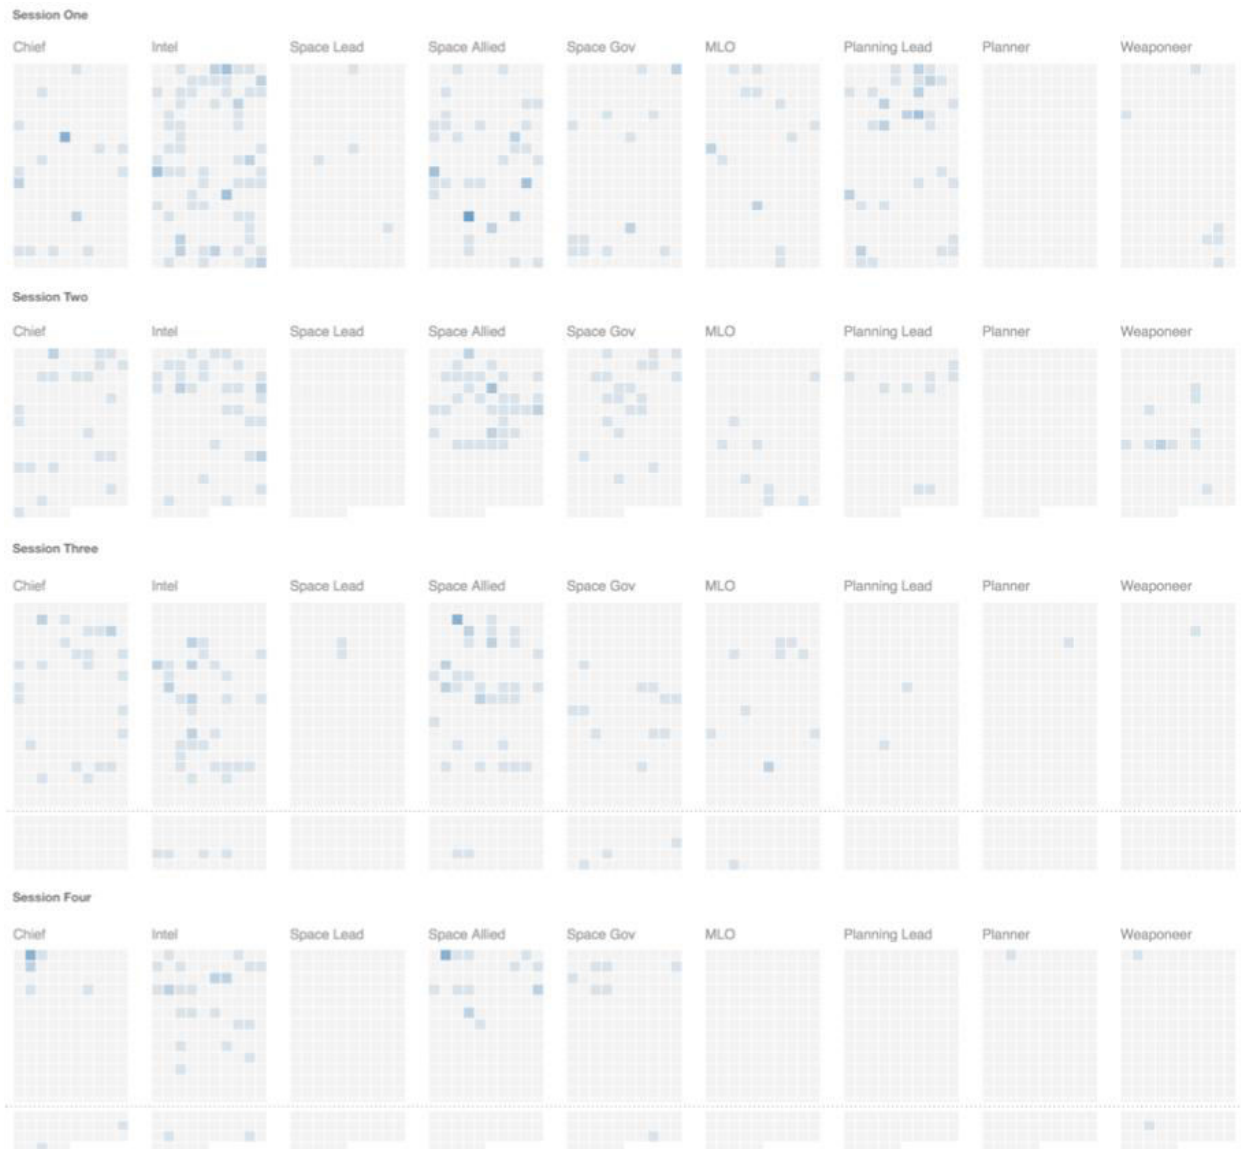 Session One
Chief Intel Space Lead Space Allied Space Gov MLO Planning Lead Planner Weaponeer
Session Two
Chief Intel Space Lead Space Allied Space Gov MLO Planning Lead Planner Weaponeer
Session Three
Chief Intel Space Lead Space Allied Space Gov MLO Planning Lead Planner Weaponeer
Session Four
Chief Intel Space Lead Space Allied Space Gov MLO Planning Lead Planner Weaponeer